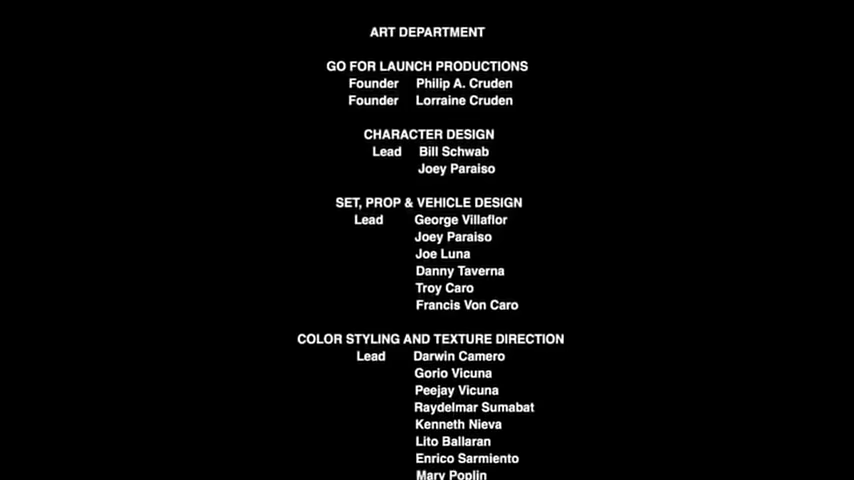 ART DEPARTMENT
GO FOR LAUNCH PRODUCTIONS
Founder Philip A. Cruden
Founder Lorraine Cruden
CHARACTER DESIGN
Lead Bill Schwab
Joey Paraiso
SET, PROP & VEHICLE DESIGN
Lead George Villaflor
Joey Paraiso
Joe Luna
Danny Taverna
Troy Caro
Francis Von Caro
COLOR STYLING AND TEXTURE DIRECTION
Lead Darwin Camero
Gorio Vicuna
Peejay Vicuna
Raydelmar Sumabat
Kenneth Nieva
Lito Ballaran
Enrico Sarmiento
Mary Poplin